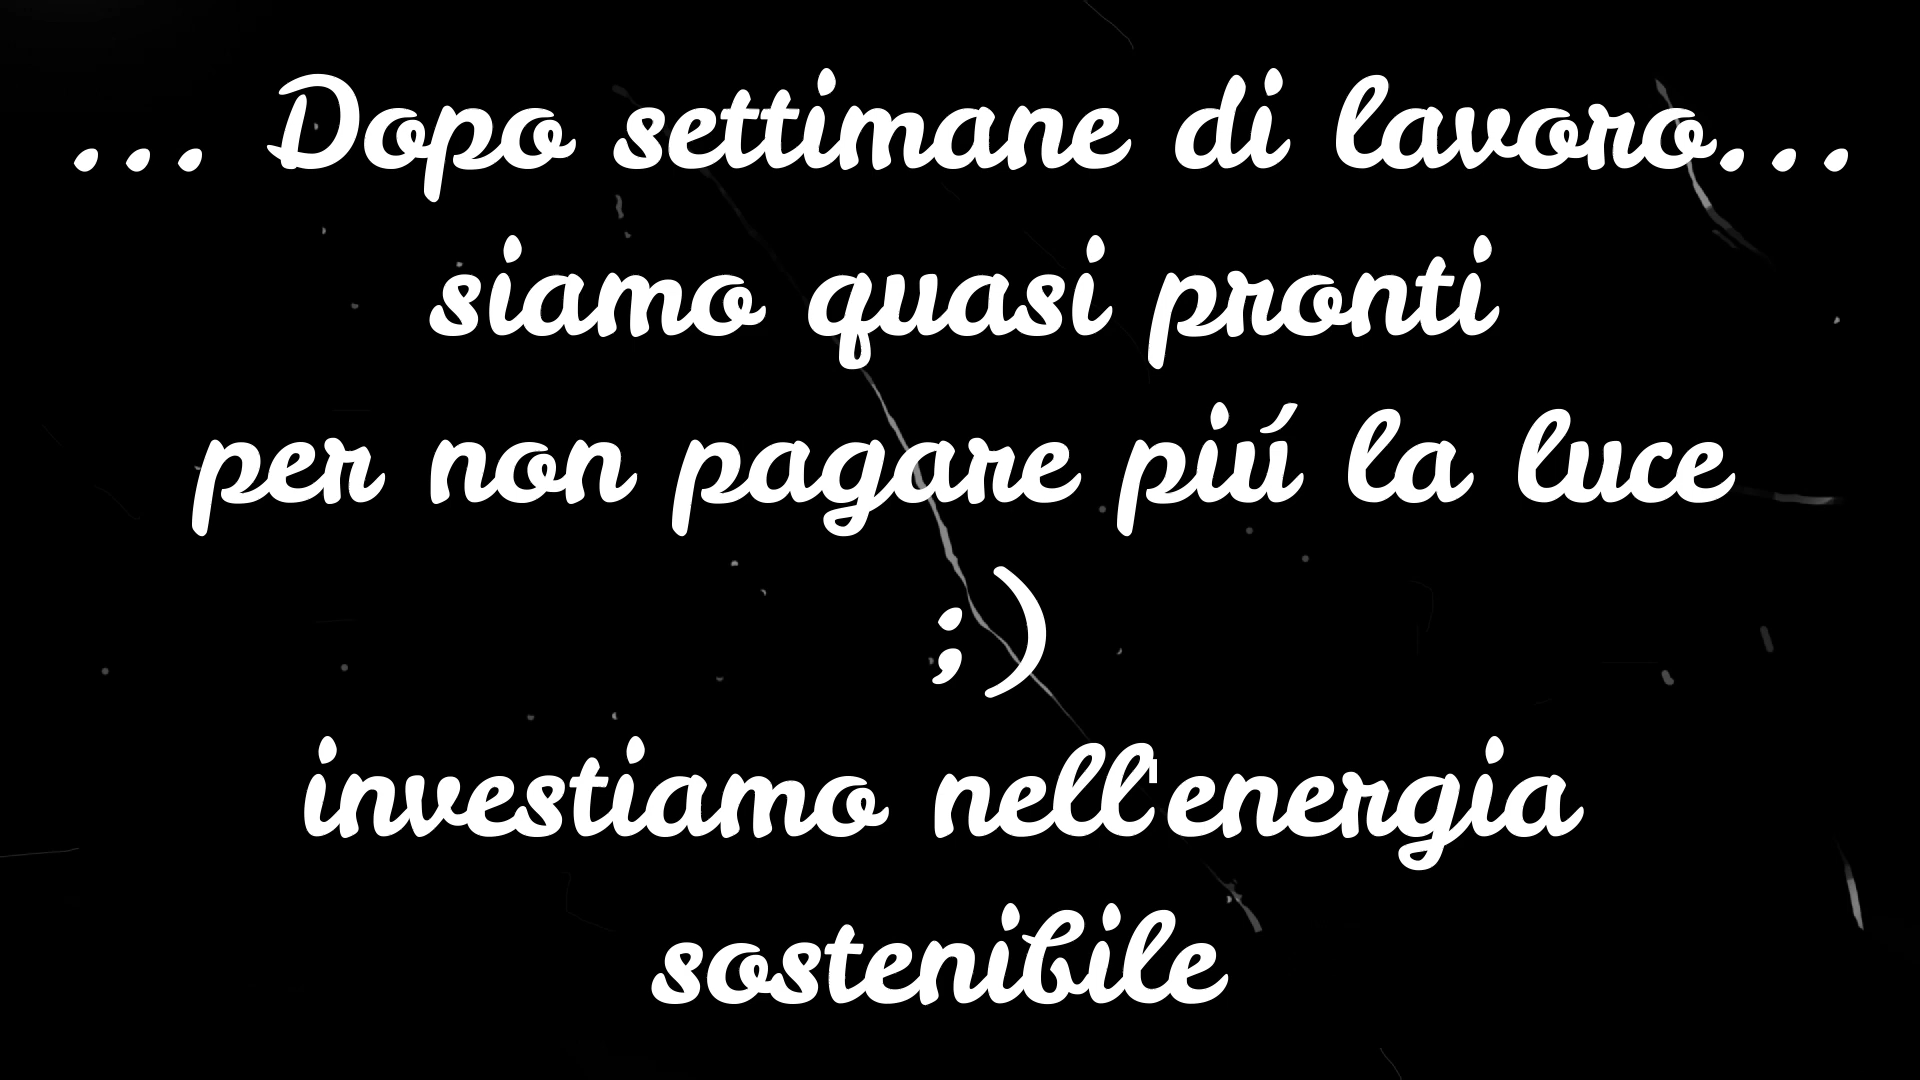 ... Dopo settimane di lavoro...
siamo quasi pronti
per non pagare piú la luce
;)
investiamo nell'energia
sostenibile